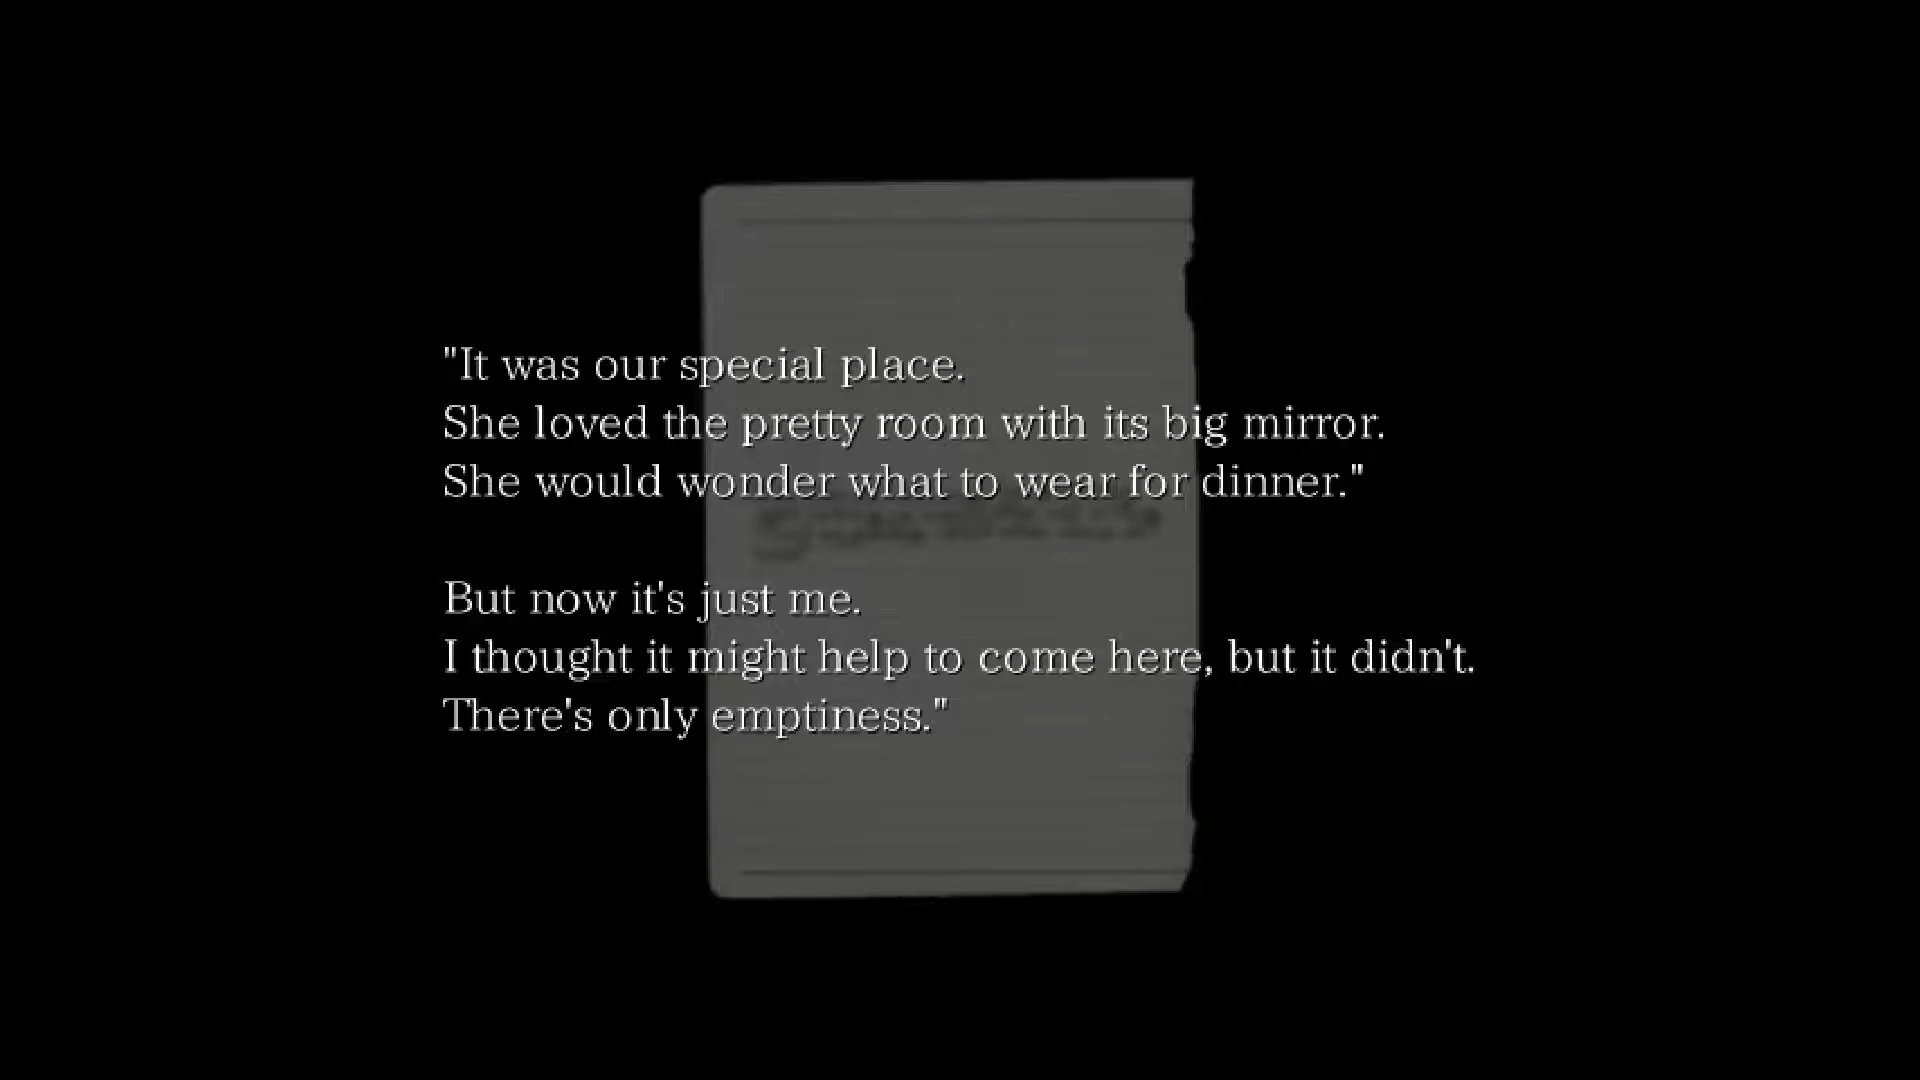 "It was our special place.
She loved the pretty room with its big mirror.
She would wonder what to wear for dinner."
But now it's just me.
I thought it might help to come here, but it didn't.
There's only emptiness."